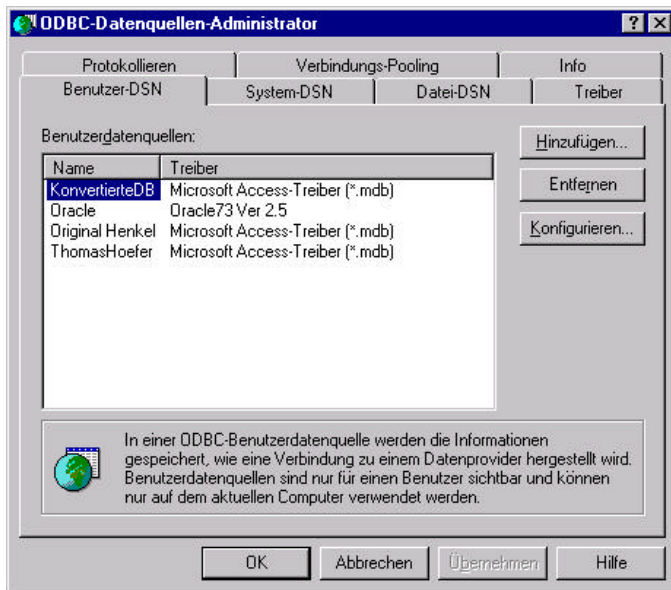 ODBC-Datenquellen-Administrator
Protokollieren Verbindungs-Pooling Info
Benutzer-DSN System-DSN Datei-DSN Treiber
Benutzerdatenquellen:
Hinzufügen...
Name Treiber
KonvertierteDB Microsoft Access-Treiber (*.mdb)
Entfernen
Oracle Oracle73 Ver 2.5
Original Henkel Microsoft Access-Treiber (*.mdb)
Konfigurieren...
ThomasHoefer Microsoft Access-Treiber (*.mdb)
In einer ODBC-Benutzerdatenquelle werden die Informationen
gespeichert, wie eine Verbindung zu einem Datenprovider hergestellt wird.
Benutzerdatenquellen sind nur für einen Benutzer sichtbar und können
nur auf dem aktuellen Computer verwendet werden.
OK Abbrechen Übernehmen Hilfe